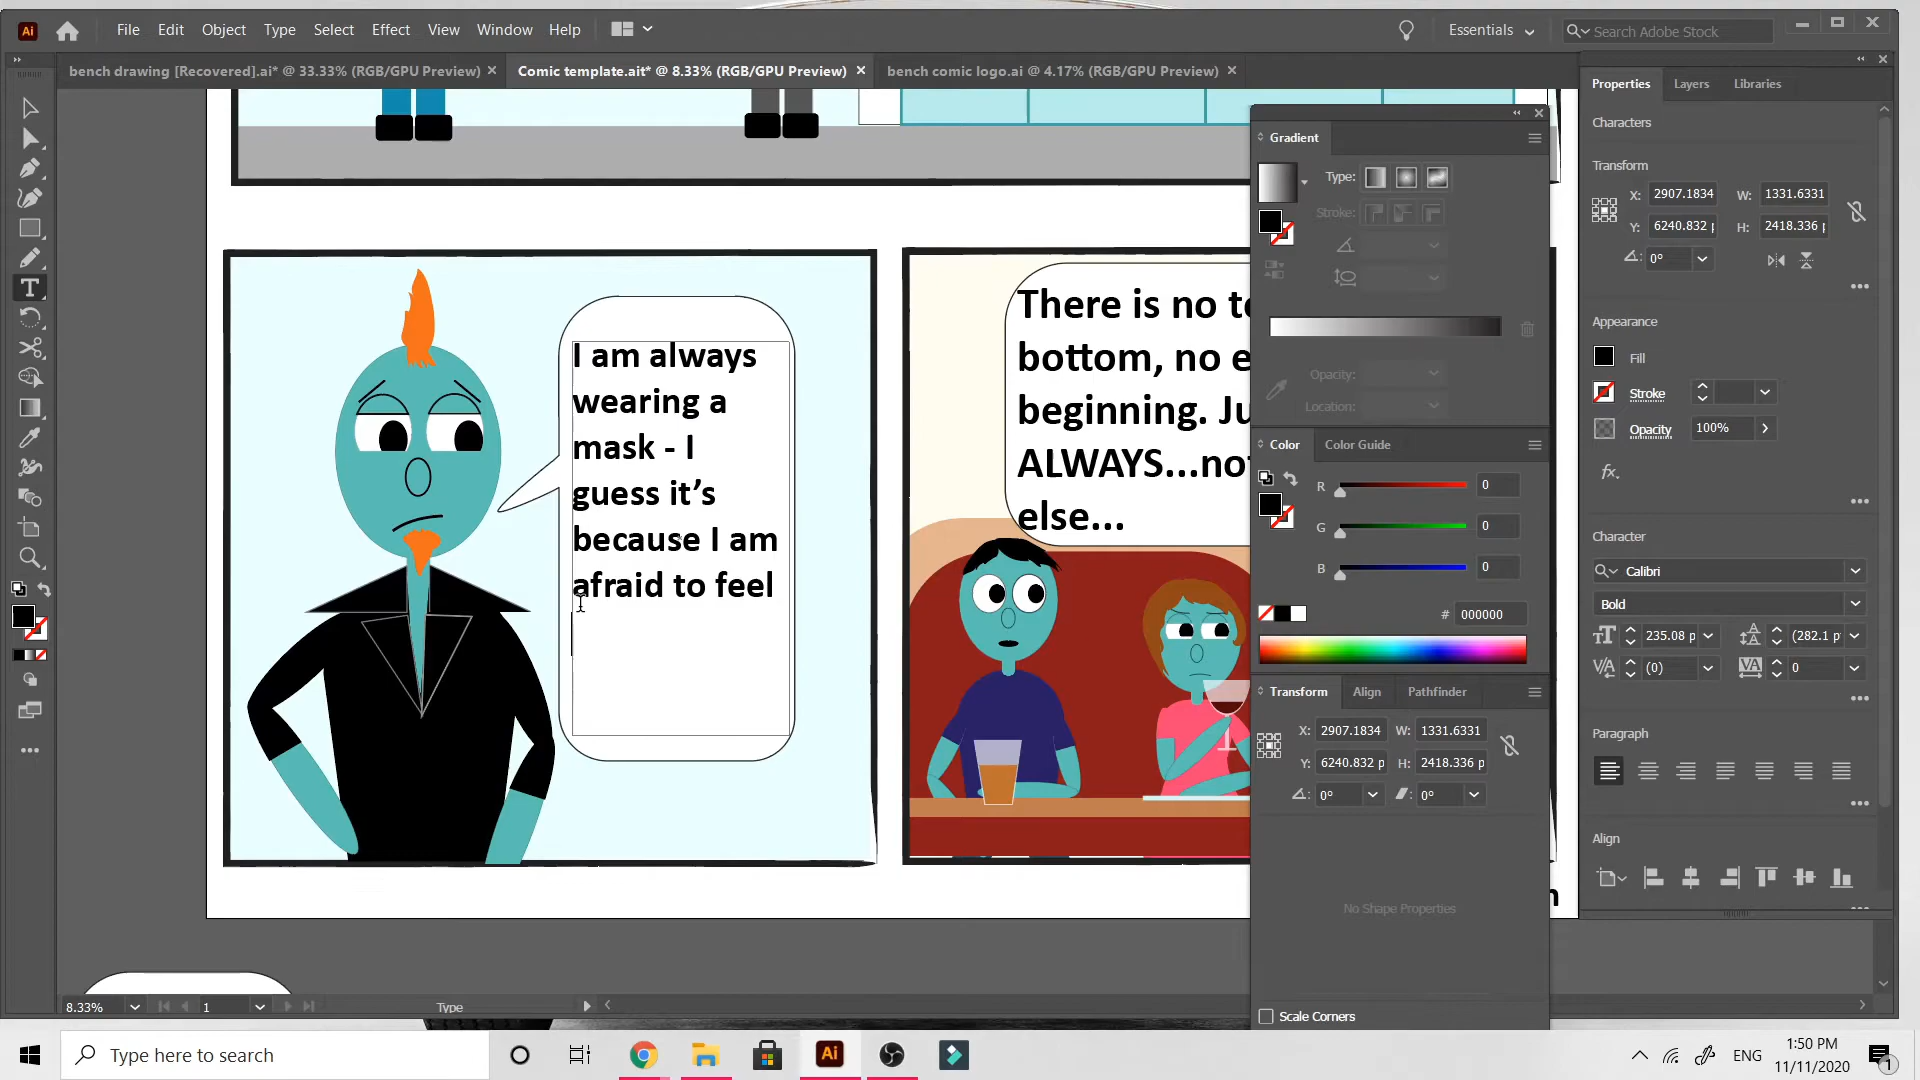 File Edit Object Type Select Effect View Window Help
Essentials
Search Adobe Stock
bench drawing [Recovered].ai* @ 33.33% (RGB/GPU Preview)
Comic template.ait* @ 8.33% (RGB/GPU Preview)
bench comic logo.ai @ 4.17% (RGB/GPU Preview)
I am always
wearing a
mask - I
guess it's
because I am
afraid to feel
There is no
bottom, no
beginning.
ALWAYS...
else...
Gradient
Type:
Stroke:
Opacity:
Location:
Color Color Guide
R 0
G 0
B 0
# 000000
Transform Align Pathfinder
X: 2907.1834 W: 1331.6331
Y: 6240.832 p H: 2418.336 p
0° 0°
No Shape Properties
Scale Corners
Properties Layers Libraries
Characters
Transform
X: 2907.1834 W: 1331.6331
Y: 6240.832 p H: 2418.336 p
0°
Appearance
Fill
Stroke
Opacity 100%
fx.
Character
Calibri
Bold
235.08 p (282.1 p
(0) 0
Paragraph
Align
8.33% 1 Type
Type here to search
ENG
1:50 PM
11/11/2020
1